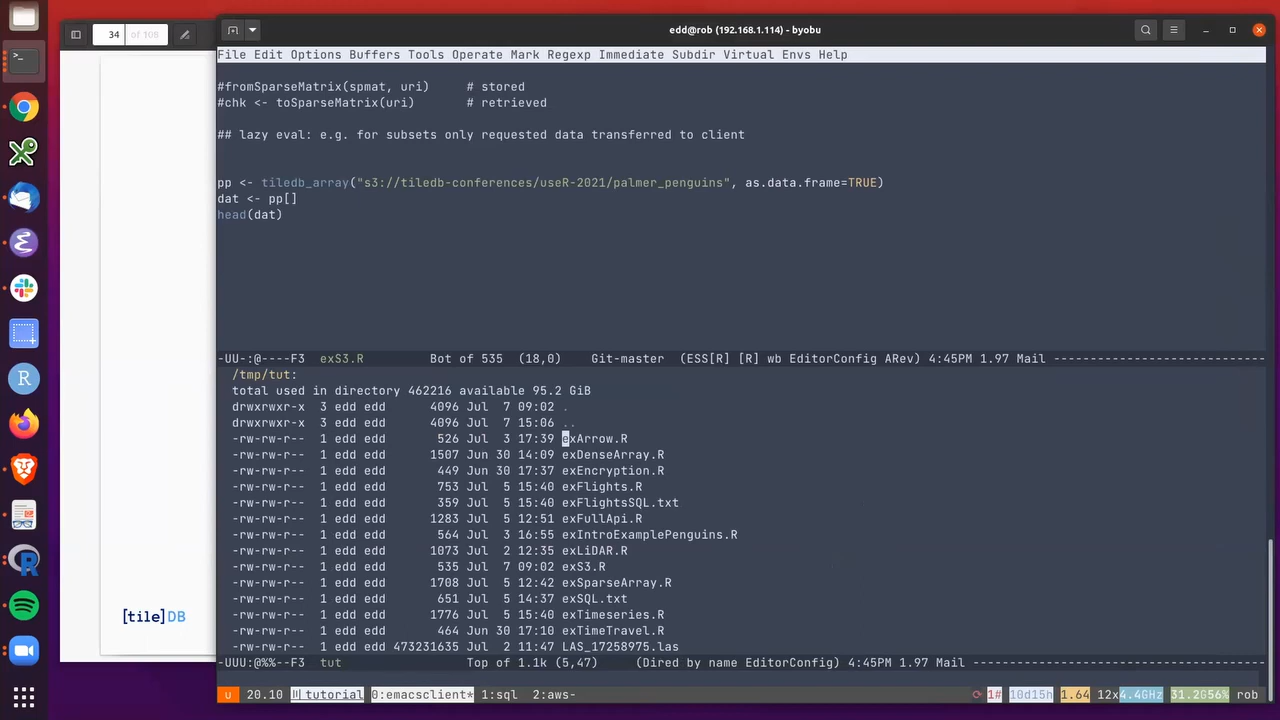 34 of 108
edd@rob (192.168.1.114) - byobu
File Edit Options Buffers Tools Operate Mark Regexp Immediate Subdir Virtual Envs Help
#fromSparseMatrix(spmat, uri)     # stored
#chk <- toSparseMatrix(uri)       # retrieved
## lazy eval: e.g. for subsets only requested data transferred to client
pp <- tiledb_array("s3://tiledb-conferences/useR-2021/palmer_penguins", as.data.frame=TRUE)
dat <- pp[]
head(dat)
-UU-:@----F3  exS3.R         Bot of 535  (18,0)    Git-master  (ESS[R] [R] wb EditorConfig ARev) 4:45PM 1.97 Mail --------------------------
/tmp/tut:
total used in directory 462216 available 95.2 GiB
drwxrwxr-x  3 edd edd      4096 Jul  7 09:02 .
drwxrwxr-x  3 edd edd      4096 Jul  7 15:06 ..
-rw-rw-r--  1 edd edd       526 Jul  3 17:39 exArrow.R
-rw-rw-r--  1 edd edd      1507 Jun 30 14:09 exDenseArray.R
-rw-rw-r--  1 edd edd       449 Jun 30 17:37 exEncryption.R
-rw-rw-r--  1 edd edd       753 Jul  5 15:40 exFlights.R
-rw-rw-r--  1 edd edd       359 Jul  5 15:40 exFlightsSQL.txt
-rw-rw-r--  1 edd edd      1283 Jul  5 12:51 exFullApi.R
-rw-rw-r--  1 edd edd       564 Jul  3 16:55 exIntroExamplePenguins.R
-rw-rw-r--  1 edd edd      1073 Jul  2 12:35 exLiDAR.R
-rw-rw-r--  1 edd edd       535 Jul  7 09:02 exS3.R
-rw-rw-r--  1 edd edd      1708 Jul  5 12:42 exSparseArray.R
-rw-rw-r--  1 edd edd       651 Jul  5 14:37 exSQL.txt
-rw-rw-r--  1 edd edd      1776 Jul  5 15:40 exTimeseries.R
-rw-rw-r--  1 edd edd       464 Jun 30 17:10 exTimeTravel.R
-rw-rw-r--  1 edd edd 473231635 Jul  2 11:47 LAS_17258975.las
-UUU:@%%--F3  tut            Top of 1.1k (5,47)     (Dired by name EditorConfig) 4:45PM 1.97 Mail ------------------------------------
[tile]DB
u  20.10  tutorial  0:emacsclient*  1:sql  2:aws-  1#  10d15h  1.64  12x4.4GHz  31.2G56%  rob